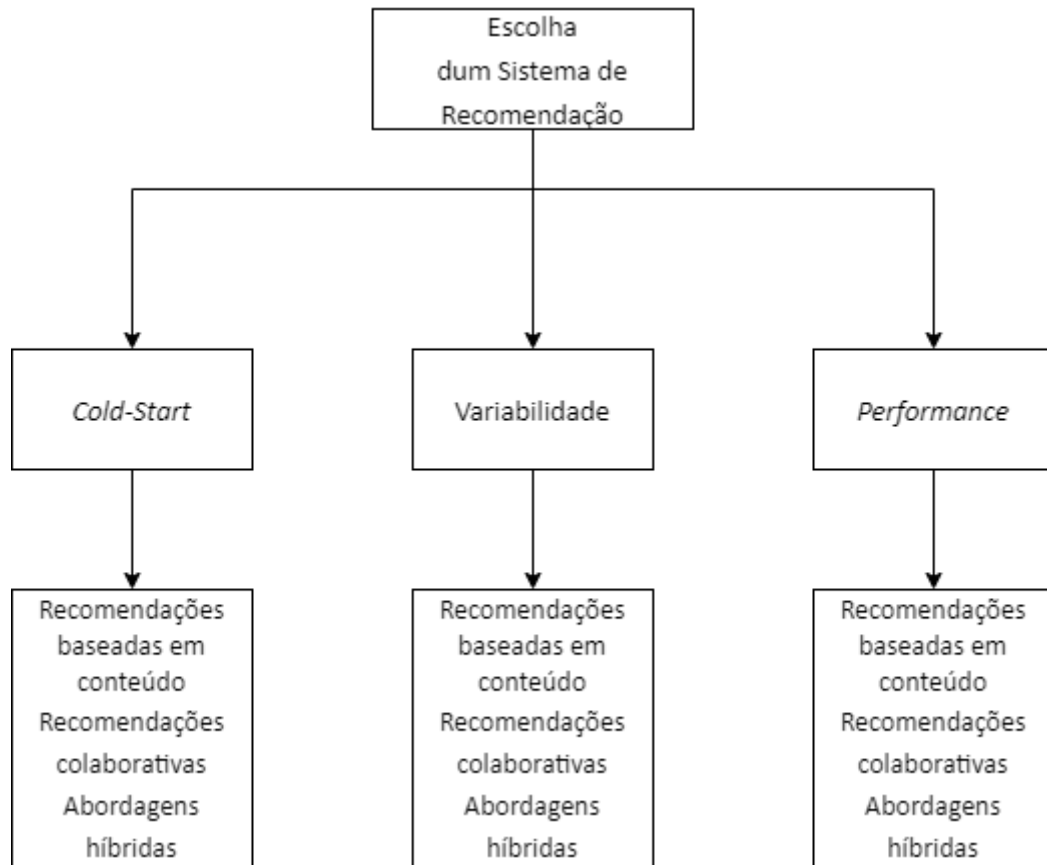 Escolha
dum Sistema de
Recomendação
Cold-Start
Variabilidade
Performance
Recomendações
baseadas em
conteúdo
Recomendações
colaborativas
Abordagens
híbridas
Recomendações
baseadas em
conteúdo
Recomendações
colaborativas
Abordagens
híbridas
Recomendações
baseadas em
conteúdo
Recomendações
colaborativas
Abordagens
híbridas